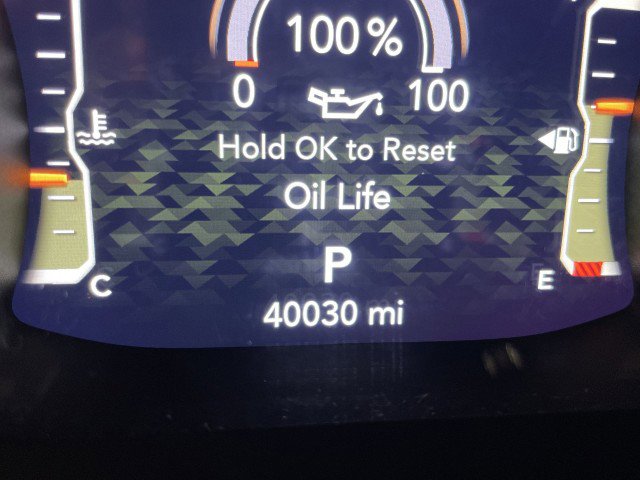 100%
0 100
Hold OK to Reset
Oil Life
P
C E
40030 mi